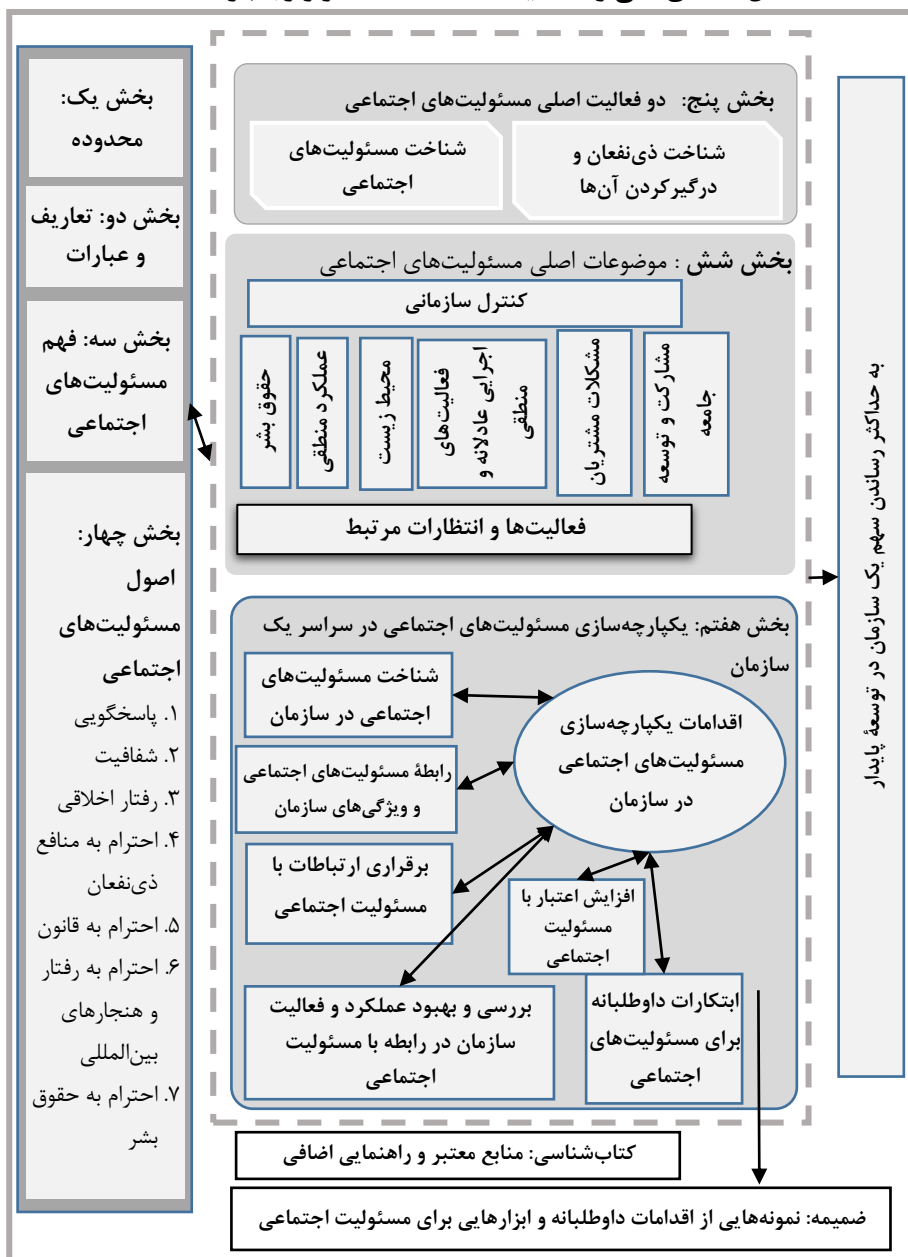 بخش یک:
محدوده
بخش دو: تعاریف
و عبارات
بخش سه: فهم
مسئولیت‌های
اجتماعی
بخش چهار:
اصول
مسئولیت‌های
اجتماعی
۱. پاسخگویی
۲. شفافیت
۳. رفتار اخلاقی
۴. احترام به منافع
ذی‌نفعان
۵. احترام به قانون
۶. احترام به رفتار
و هنجارهای
بین‌المللی
۷. احترام به حقوق
بشر
بخش پنج: دو فعالیت اصلی مسئولیت‌های اجتماعی
شناخت ذی‌نفعان و
درگیرکردن آن‌ها
شناخت مسئولیت‌های
اجتماعی
بخش شش : موضوعات اصلی مسئولیت‌های اجتماعی
کنترل سازمانی
مشارکت و توسعه
جامعه
مشکلات مشتریان
فعالیت‌های
اجرایی عادلانه و
منطقی
محیط زیست
عملکرد منطقی
حقوق بشر
فعالیت‌ها و انتظارات مرتبط
بخش هفتم: یکپارچه‌سازی مسئولیت‌های اجتماعی در سراسر یک
سازمان
شناخت مسئولیت‌های
اجتماعی در سازمان
اقدامات یکپارچه‌سازی
مسئولیت‌های اجتماعی
در سازمان
رابطهٔ مسئولیت‌های اجتماعی
و ویژگی‌های سازمان
برقراری ارتباطات با
مسئولیت اجتماعی
افزایش اعتبار با
مسئولیت
اجتماعی
ابتکارات داوطلبانه
برای مسئولیت‌های
اجتماعی
بررسی و بهبود عملکرد و فعالیت
سازمان در رابطه با مسئولیت
اجتماعی
به حداکثر رساندن سهم یک سازمان در توسعهٔ پایدار
کتاب‌شناسی: منابع معتبر و راهنمایی اضافی
ضمیمه: نمونه‌هایی از اقدامات داوطلبانه و ابزارهایی برای مسئولیت اجتماعی